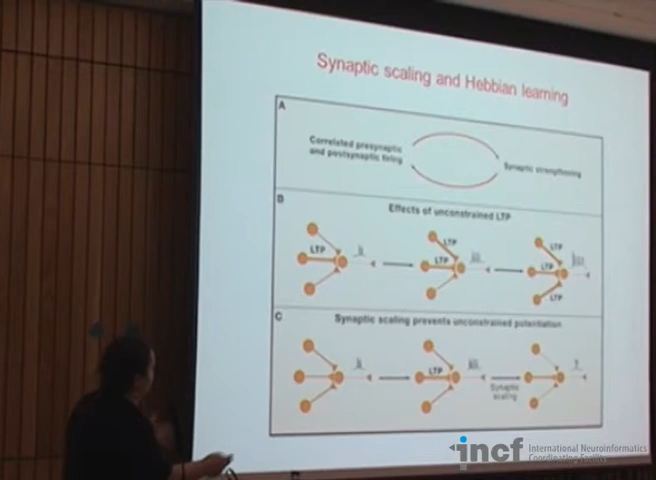 Synaptic scaling and Hebbian learning
A
Correlated presynaptic
and postsynaptic firing
Synaptic strengthening
B
Effects of unconstrained LTP
LTP
LTP
LTP
LTP
LTP
LTP
C
Synaptic scaling prevents unconstrained potentiation
LTP
Synaptic
scaling
incf
International Neuroinformatics
Coordinating Facility